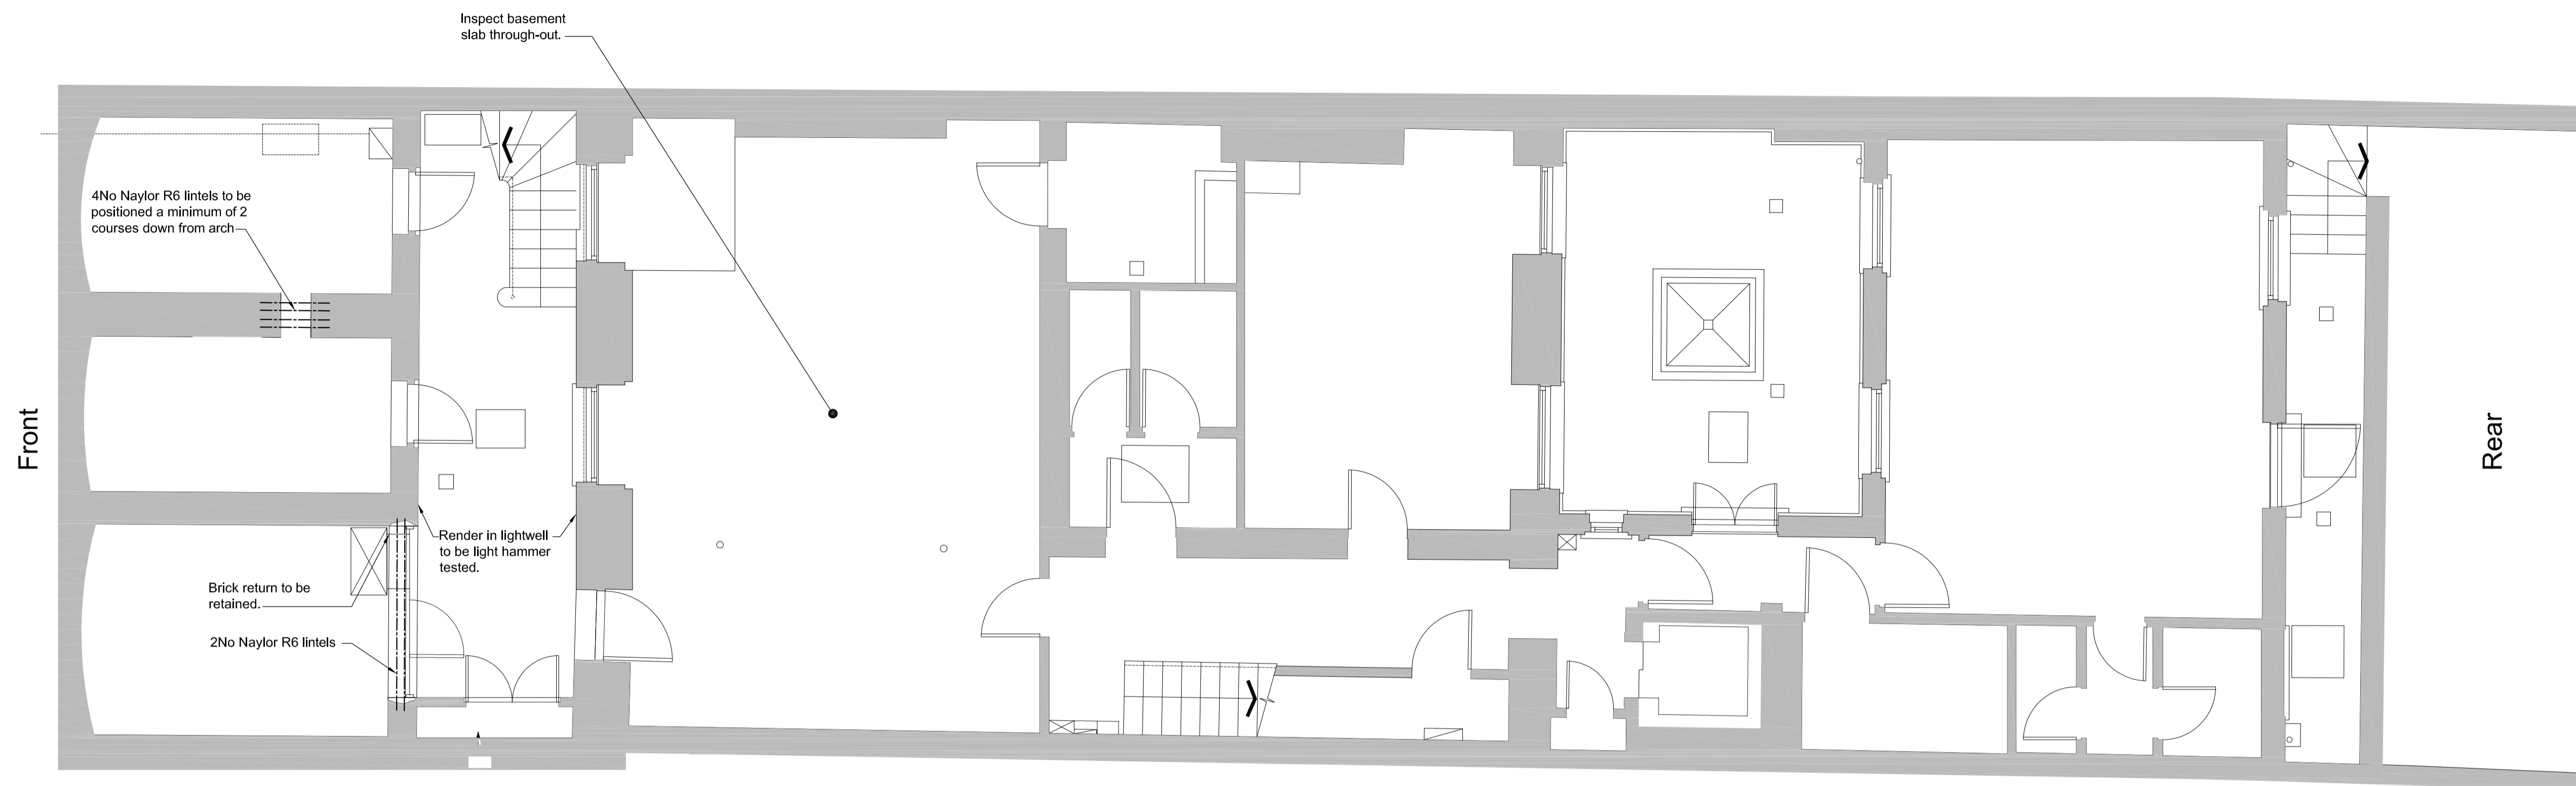 Inspect basement
slab through-out.
4No Naylor R6 lintels to be
positioned a minimum of 2
courses down from arch
Front
Rear
Render in lightwell
to be light hammer
tested.
Brick return to be
retained.
2No Naylor R6 lintels